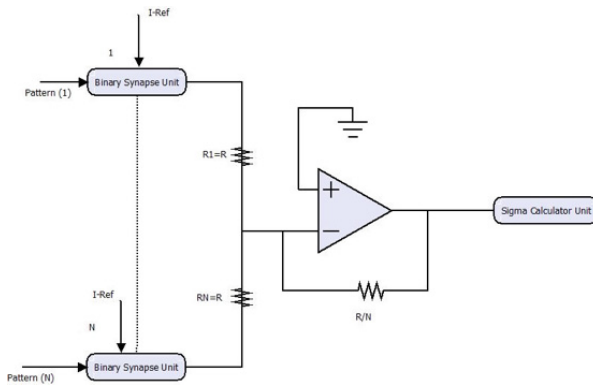 I-Ref
1
Binary Synapse Unit
Pattern (1)
R1=R
+
−
Sigma Calculator Unit
RN=R
I-Ref
R/N
N
Binary Synapse Unit
Pattern (N)